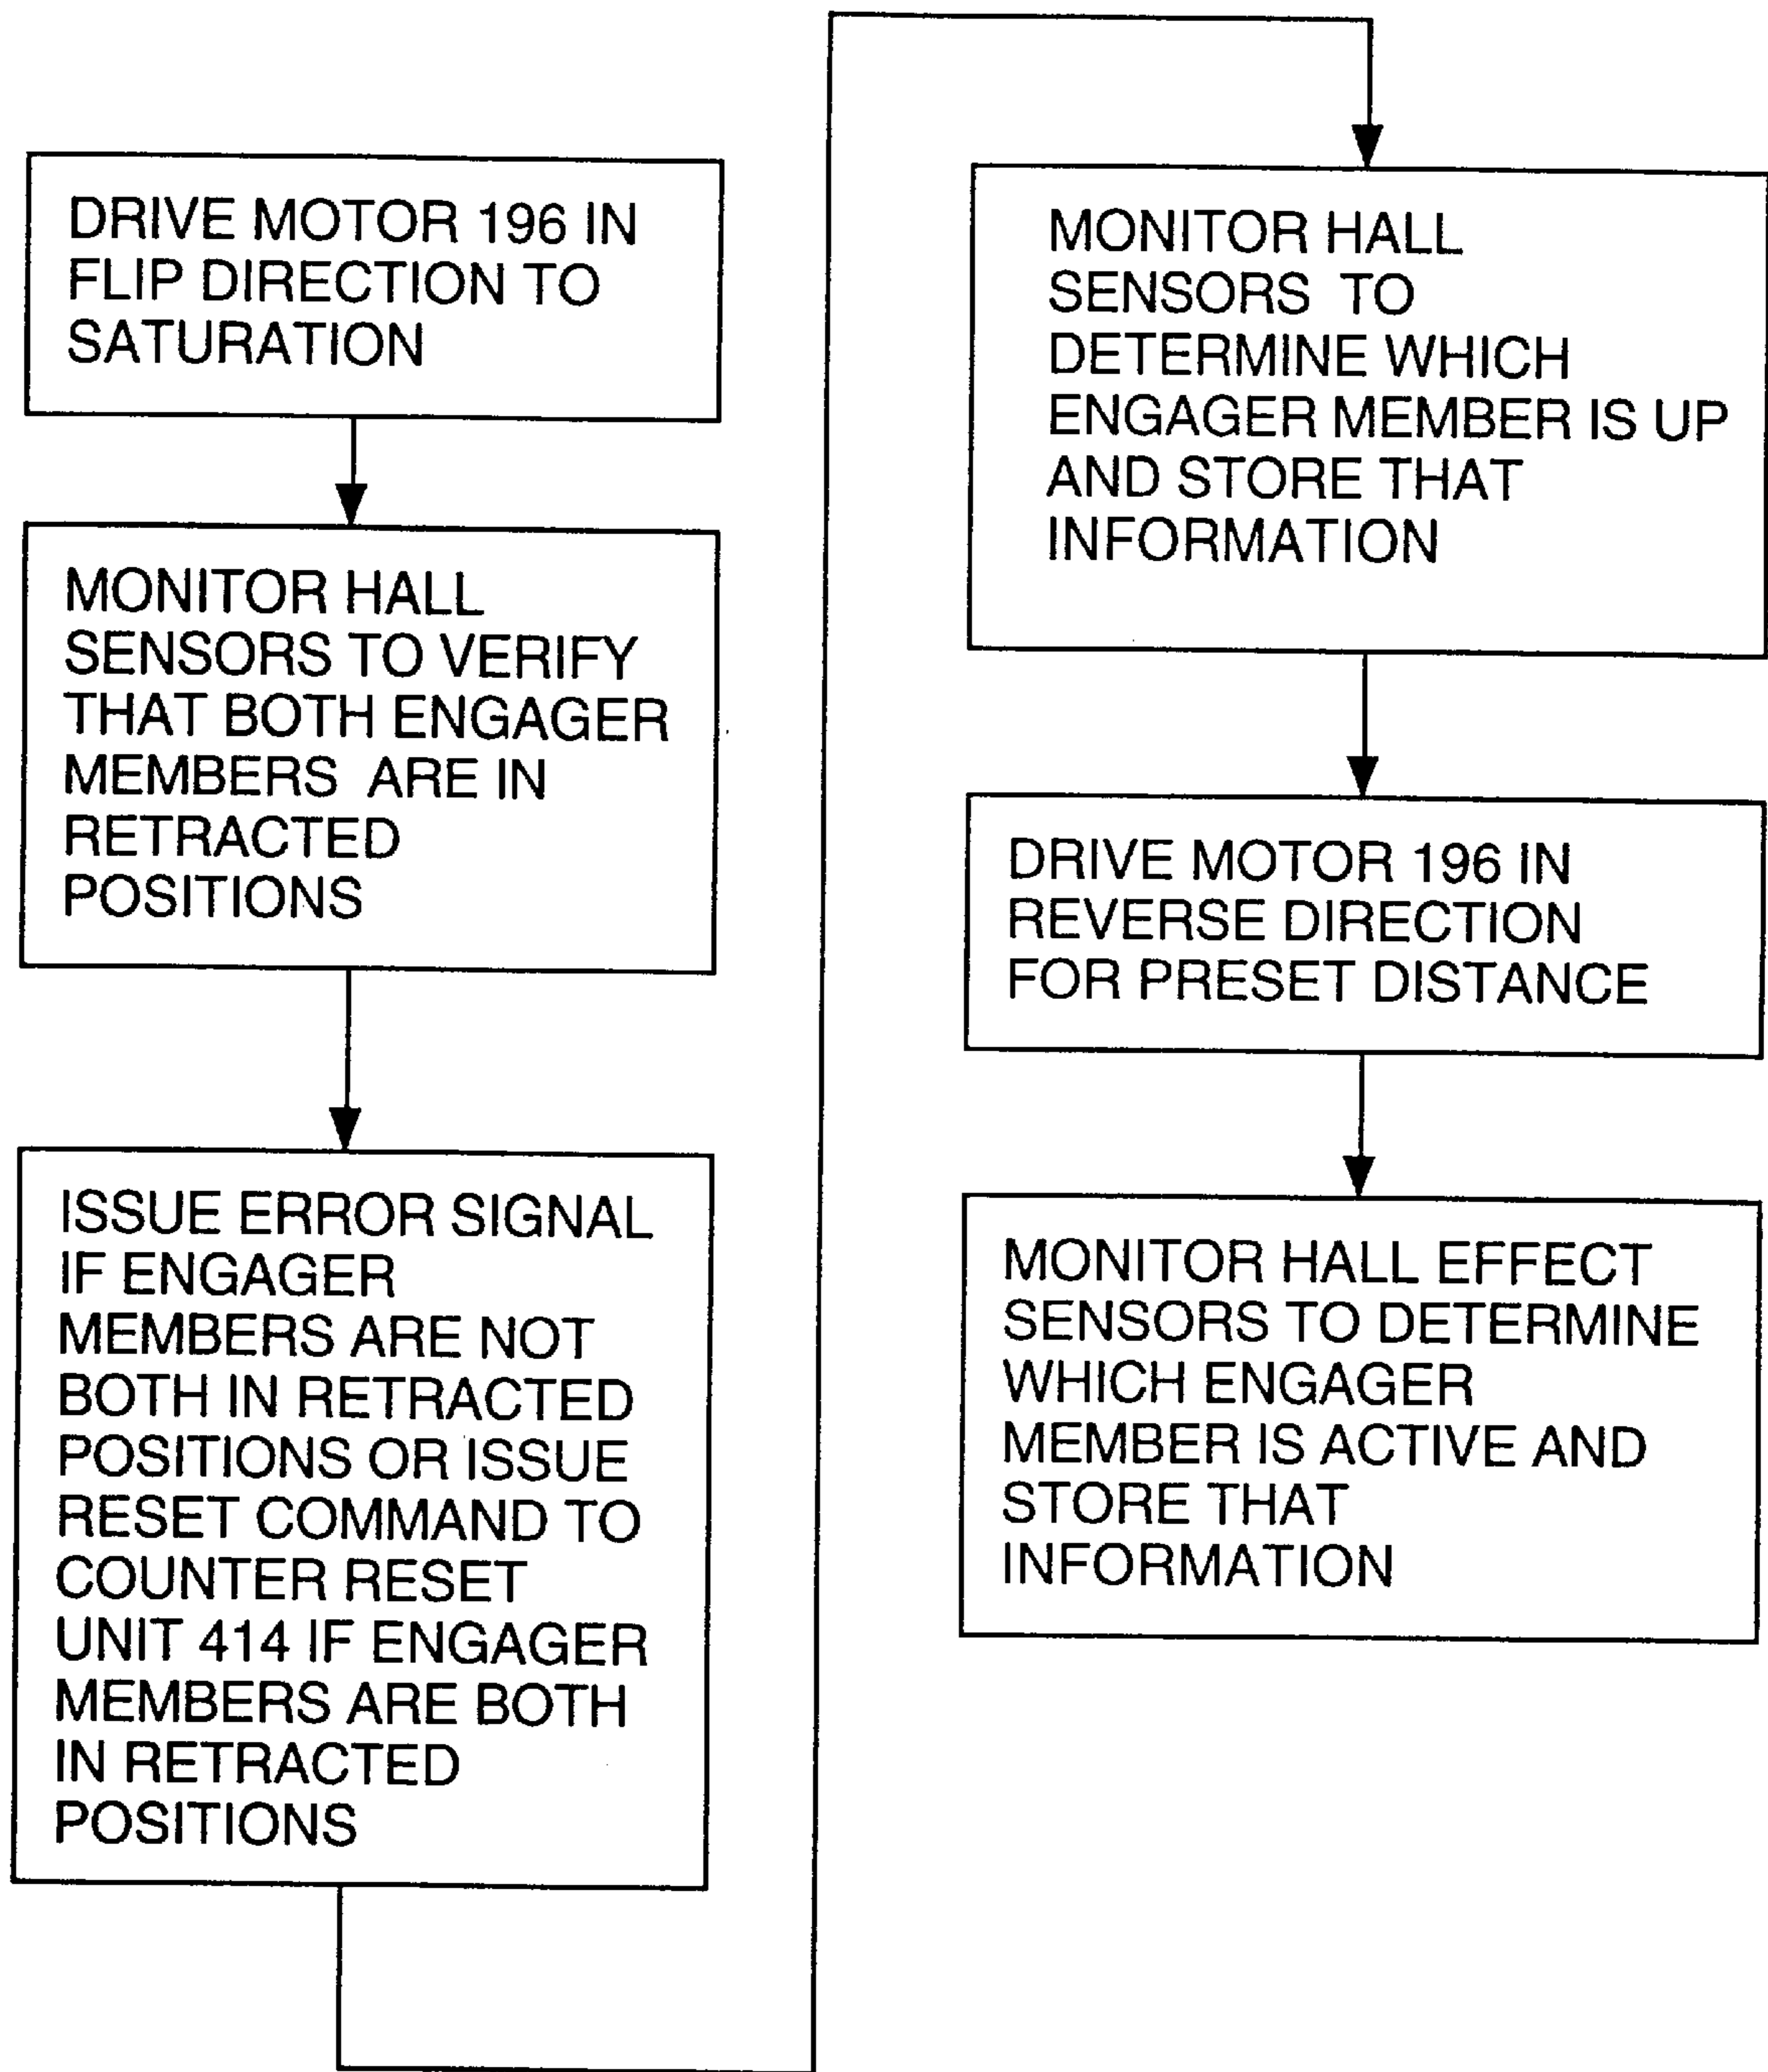 DRIVE MOTOR 196 IN
FLIP DIRECTION TO
SATURATION
MONITOR HALL
SENSORS TO VERIFY
THAT BOTH ENGAGER
MEMBERS ARE IN
RETRACTED
POSITIONS
ISSUE ERROR SIGNAL
IF ENGAGER
MEMBERS ARE NOT
BOTH IN RETRACTED
POSITIONS OR ISSUE
RESET COMMAND TO
COUNTER RESET
UNIT 414 IF ENGAGER
MEMBERS ARE BOTH
IN RETRACTED
POSITIONS
MONITOR HALL
SENSORS TO
DETERMINE WHICH
ENGAGER MEMBER IS UP
AND STORE THAT
INFORMATION
DRIVE MOTOR 196 IN
REVERSE DIRECTION
FOR PRESET DISTANCE
MONITOR HALL EFFECT
SENSORS TO DETERMINE
WHICH ENGAGER
MEMBER IS ACTIVE AND
STORE THAT
INFORMATION